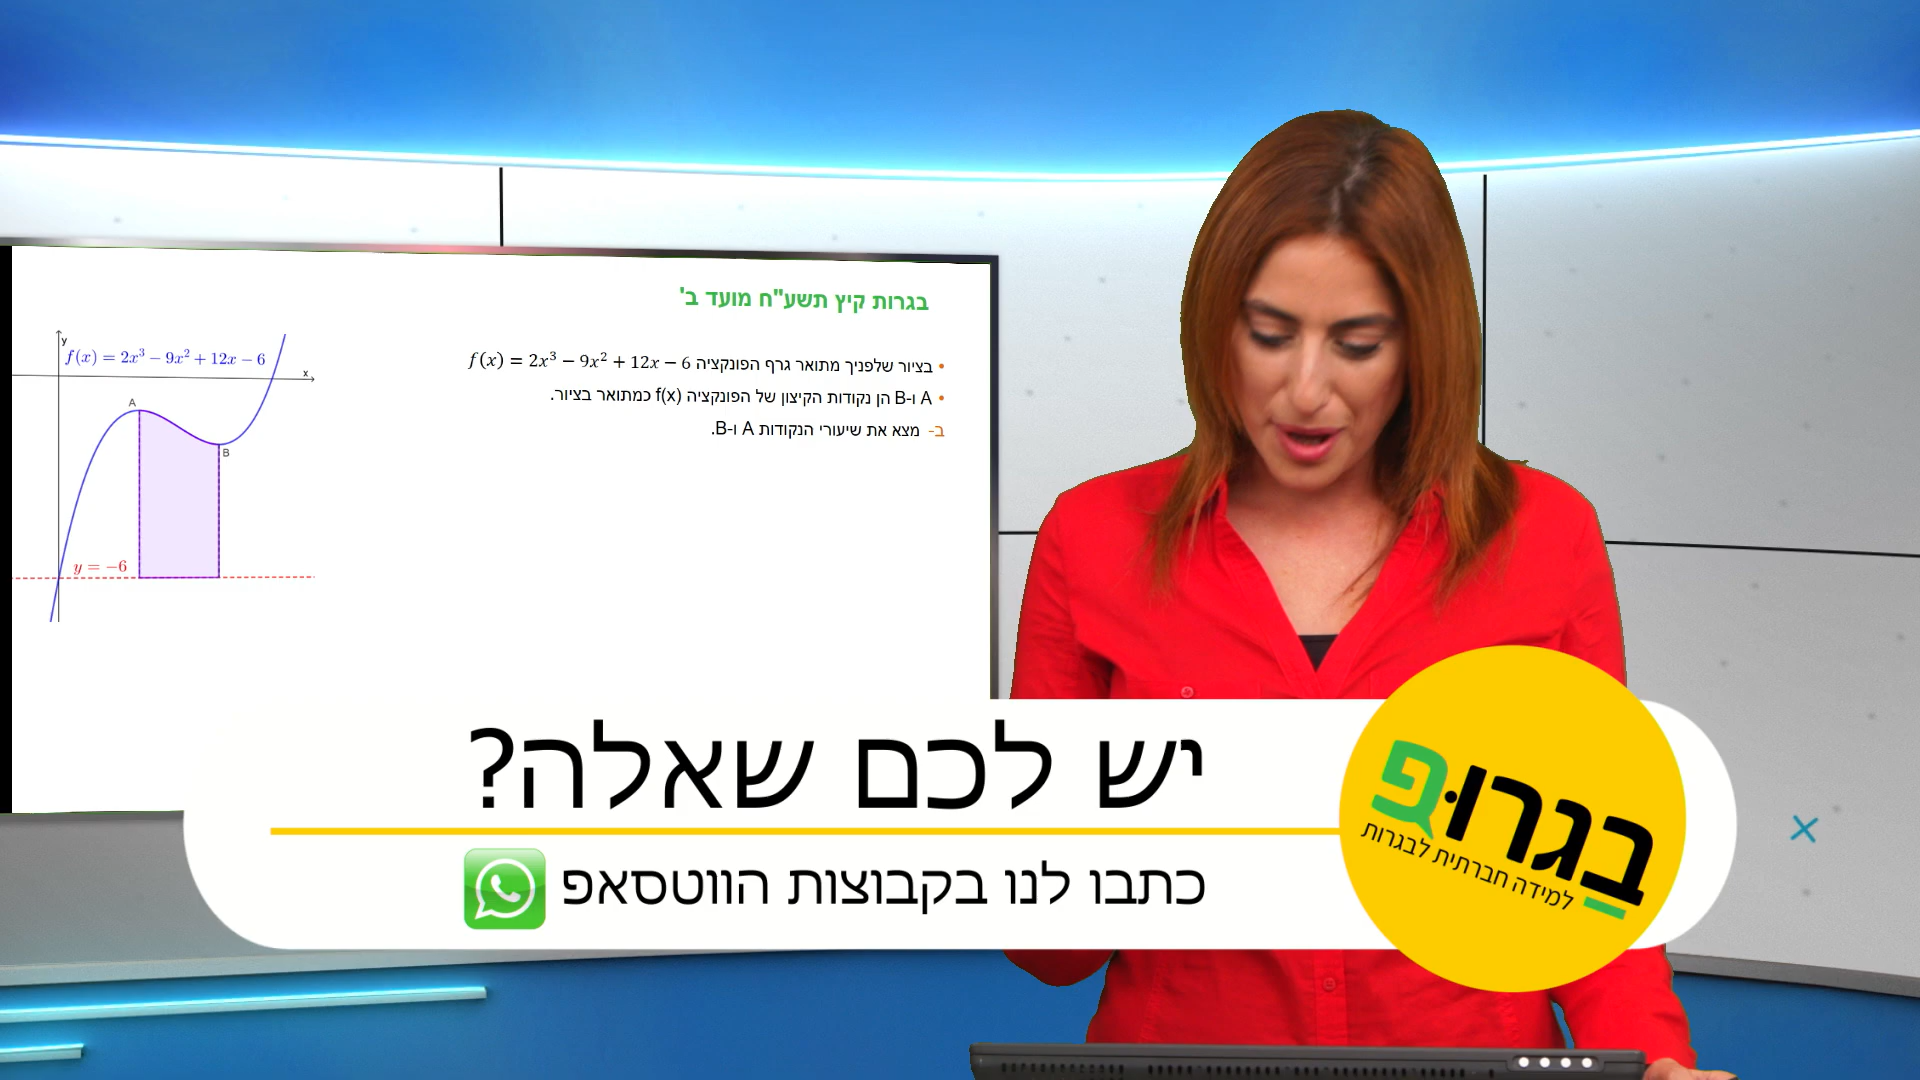 בגרות קיץ תשע"ח מועד ב'
• בציור שלפניך מתואר גרף הפונקציה f(x) = 2x³ − 9x² + 12x − 6
• A ו-B הן נקודות הקיצון של הפונקציה f(x) כמתואר בציור.
ב- מצא את שיעורי הנקודות A ו-B.
y
f(x) = 2x³ − 9x² + 12x − 6
x
A
B
y = −6
יש לכם שאלה?
כתבו לנו בקבוצות הווטסאפ
בגרופ
למידה חברתית לבגרות